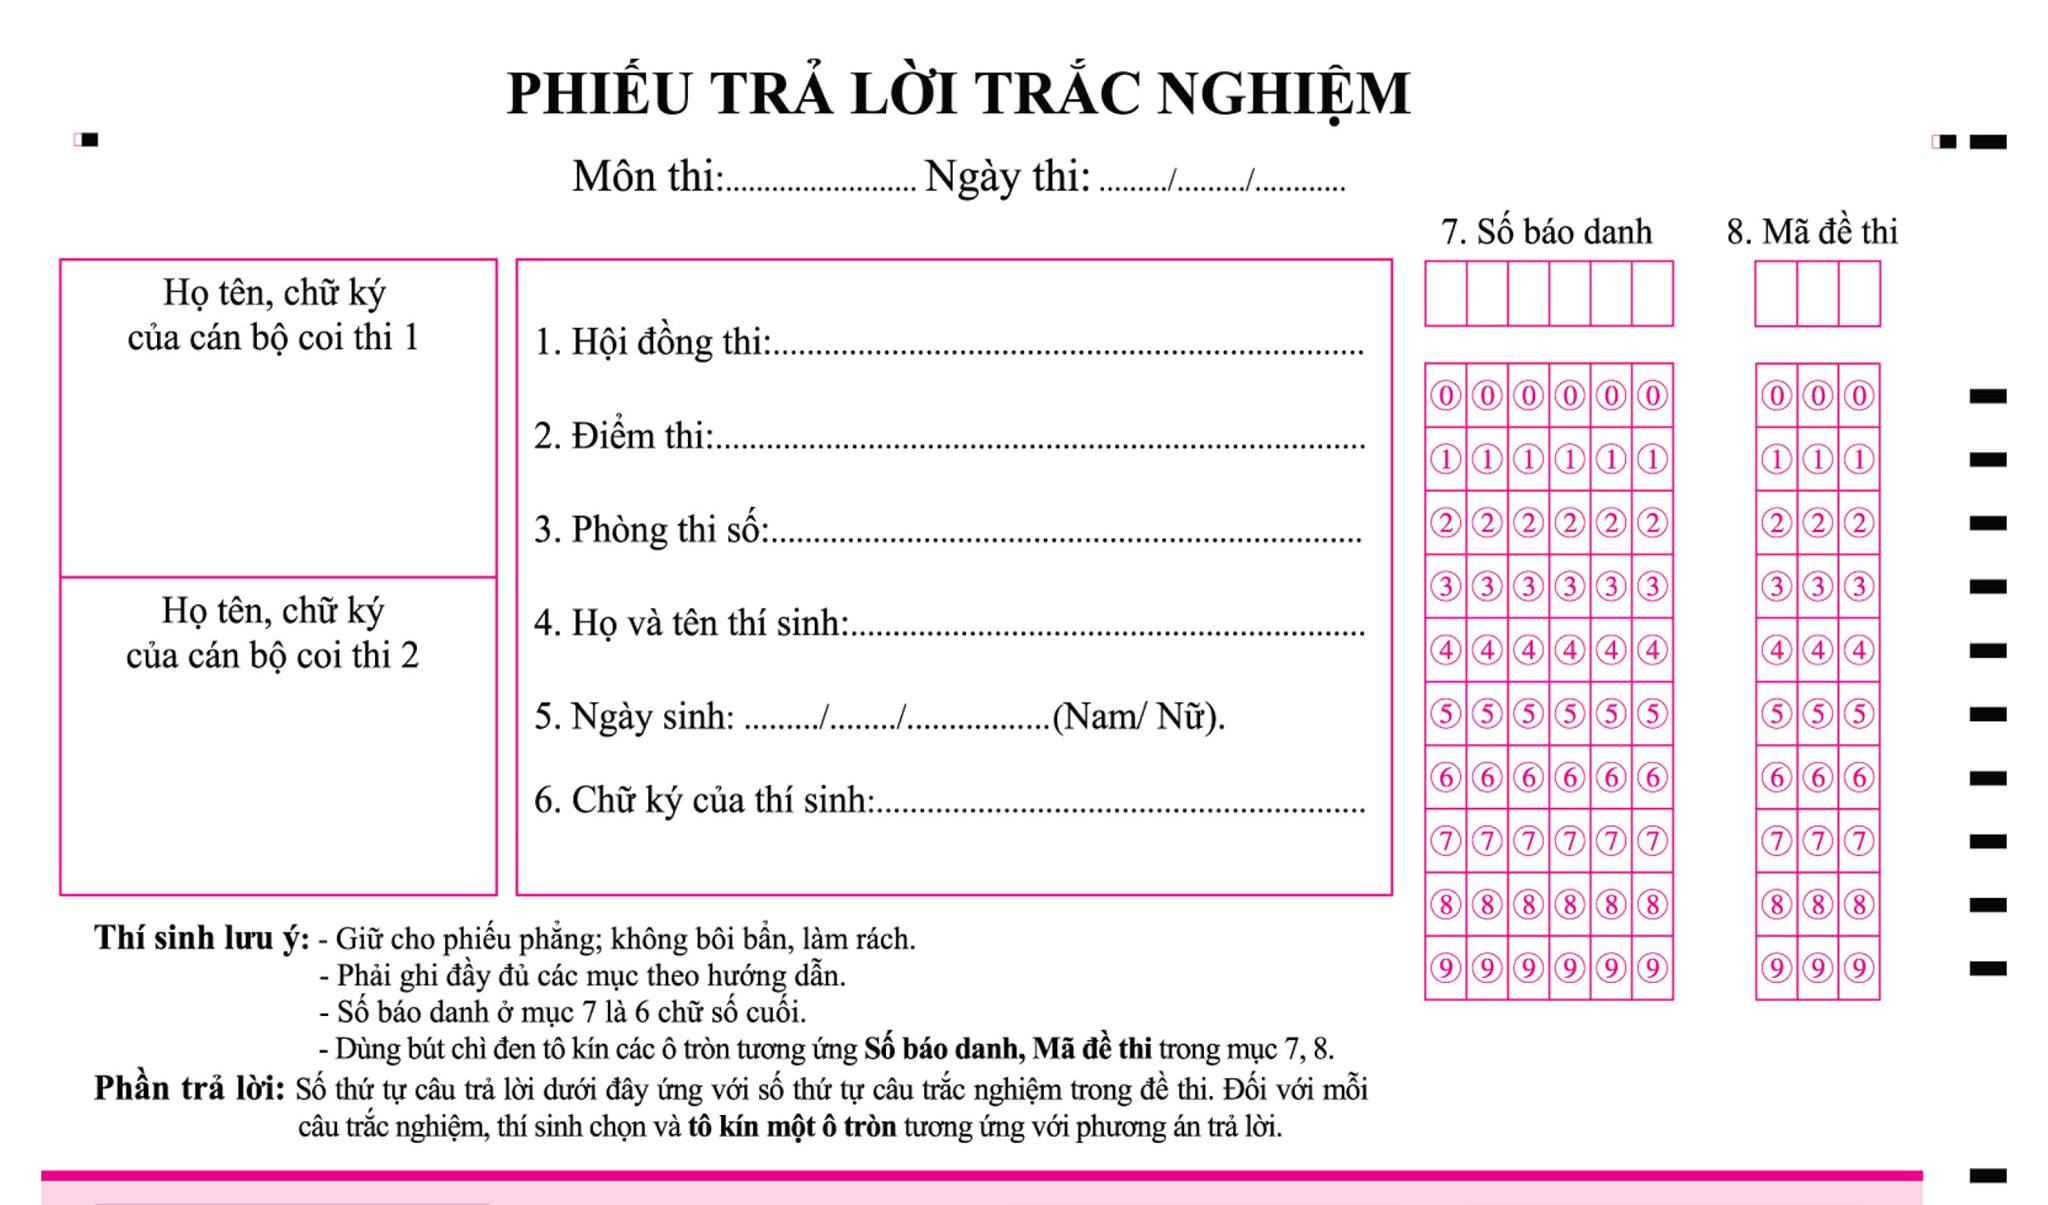 PHIẾU TRẢ LỜI TRẮC NGHIỆM
Môn thi:......................... Ngày thi: ........./........./............
Họ tên, chữ ký
của cán bộ coi thi 1
Họ tên, chữ ký
của cán bộ coi thi 2
1. Hội đồng thi:..................................................................
2. Điểm thi:.........................................................................
3. Phòng thi số:..................................................................
4. Họ và tên thí sinh:.........................................................
5. Ngày sinh: ........./......../................(Nam/ Nữ).
6. Chữ ký của thí sinh:......................................................
7. Số báo danh
0 0 0 0 0 0
1 1 1 1 1 1
2 2 2 2 2 2
3 3 3 3 3 3
4 4 4 4 4 4
5 5 5 5 5 5
6 6 6 6 6 6
7 7 7 7 7 7
8 8 8 8 8 8
9 9 9 9 9 9
8. Mã đề thi
0 0 0
1 1 1
2 2 2
3 3 3
4 4 4
5 5 5
6 6 6
7 7 7
8 8 8
9 9 9
Thí sinh lưu ý: - Giữ cho phiếu phẳng; không bôi bẩn, làm rách.
- Phải ghi đầy đủ các mục theo hướng dẫn.
- Số báo danh ở mục 7 là 6 chữ số cuối.
- Dùng bút chì đen tô kín các ô tròn tương ứng Số báo danh, Mã đề thi trong mục 7, 8.
Phần trả lời: Số thứ tự câu trả lời dưới đây ứng với số thứ tự câu trắc nghiệm trong đề thi. Đối với mỗi
câu trắc nghiệm, thí sinh chọn và tô kín một ô tròn tương ứng với phương án trả lời.